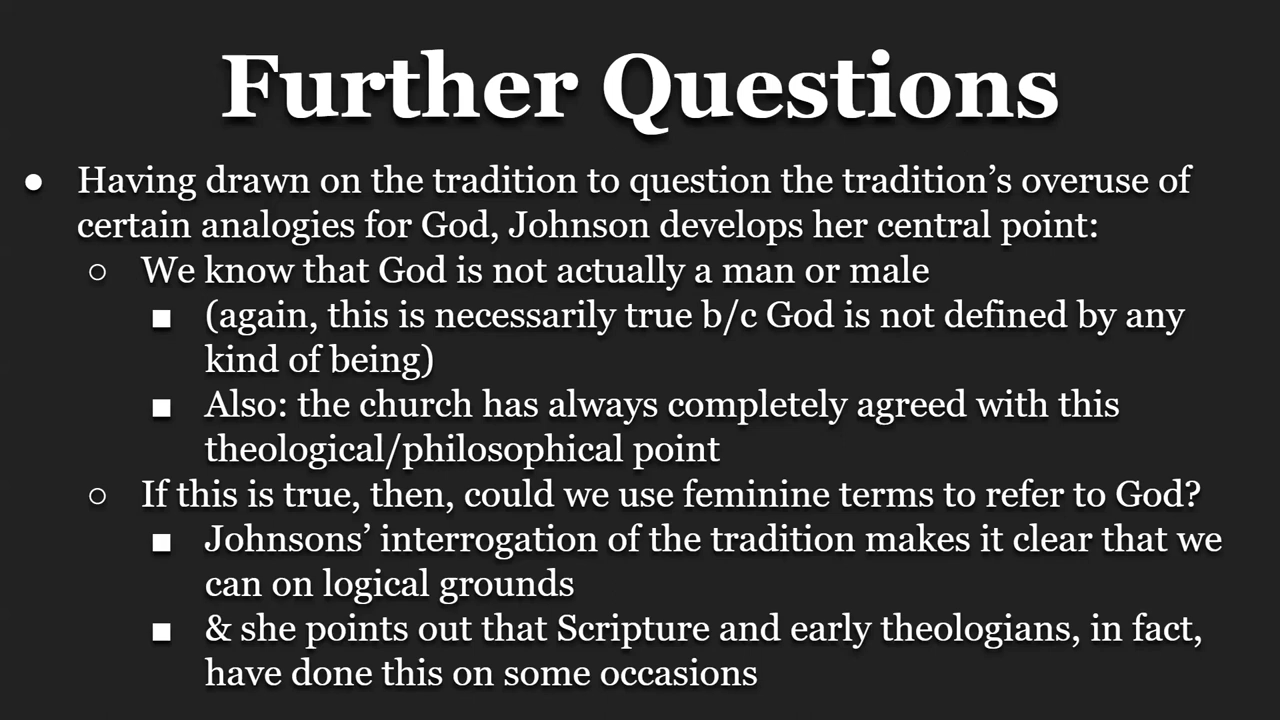 Further Questions
● Having drawn on the tradition to question the tradition’s overuse of
certain analogies for God, Johnson develops her central point:
○ We know that God is not actually a man or male
■ (again, this is necessarily true b/c God is not defined by any
kind of being)
■ Also: the church has always completely agreed with this
theological/philosophical point
○ If this is true, then, could we use feminine terms to refer to God?
■ Johnsons’ interrogation of the tradition makes it clear that we
can on logical grounds
■ & she points out that Scripture and early theologians, in fact,
have done this on some occasions